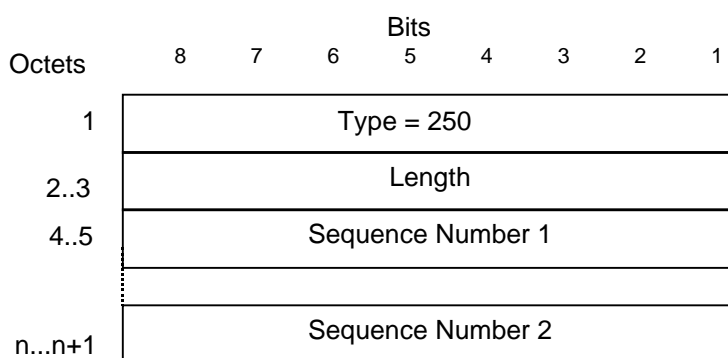 Bits
Octets 8 7 6 5 4 3 2 1
1 Type = 250
2..3 Length
4..5 Sequence Number 1
n...n+1 Sequence Number 2